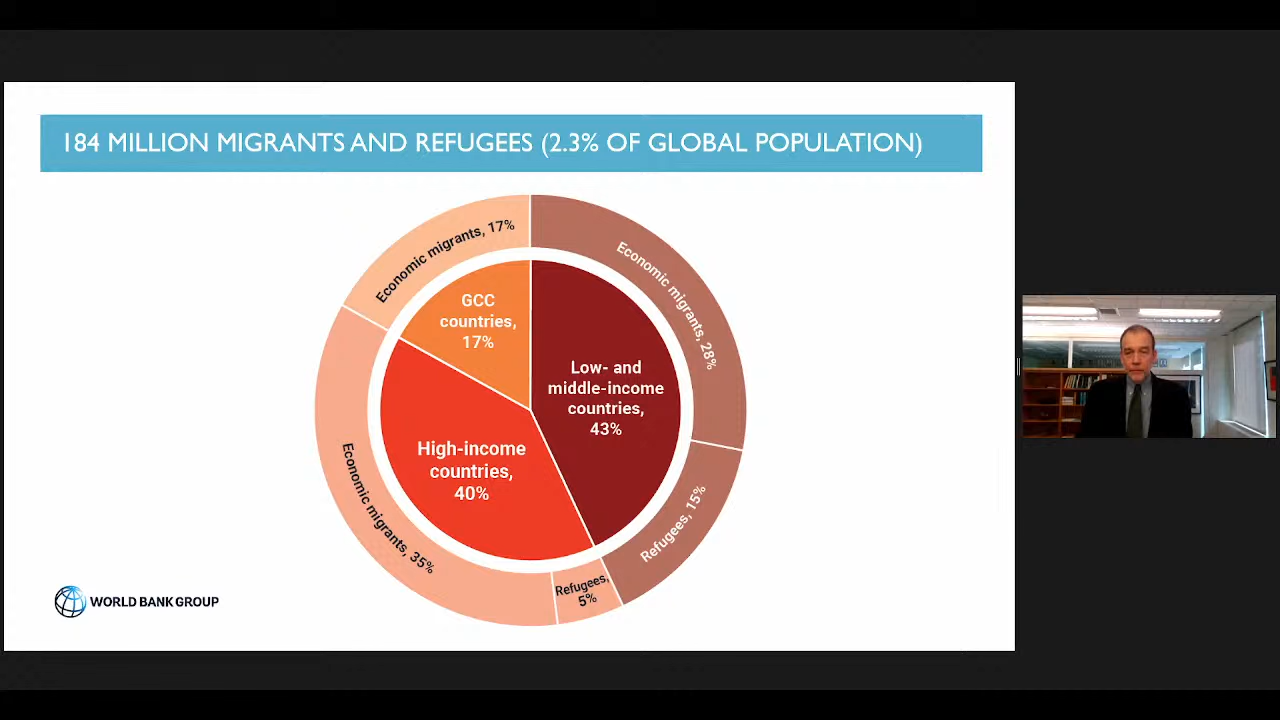 184 MILLION MIGRANTS AND REFUGEES (2.3% OF GLOBAL POPULATION)
Economic migrants, 17%
Economic migrants, 28%
GCC
countries,
17%
Low- and
middle-income
countries,
43%
High-income
countries,
40%
Economic migrants, 35%
Refugees, 15%
Refugees,
5%
WORLD BANK GROUP